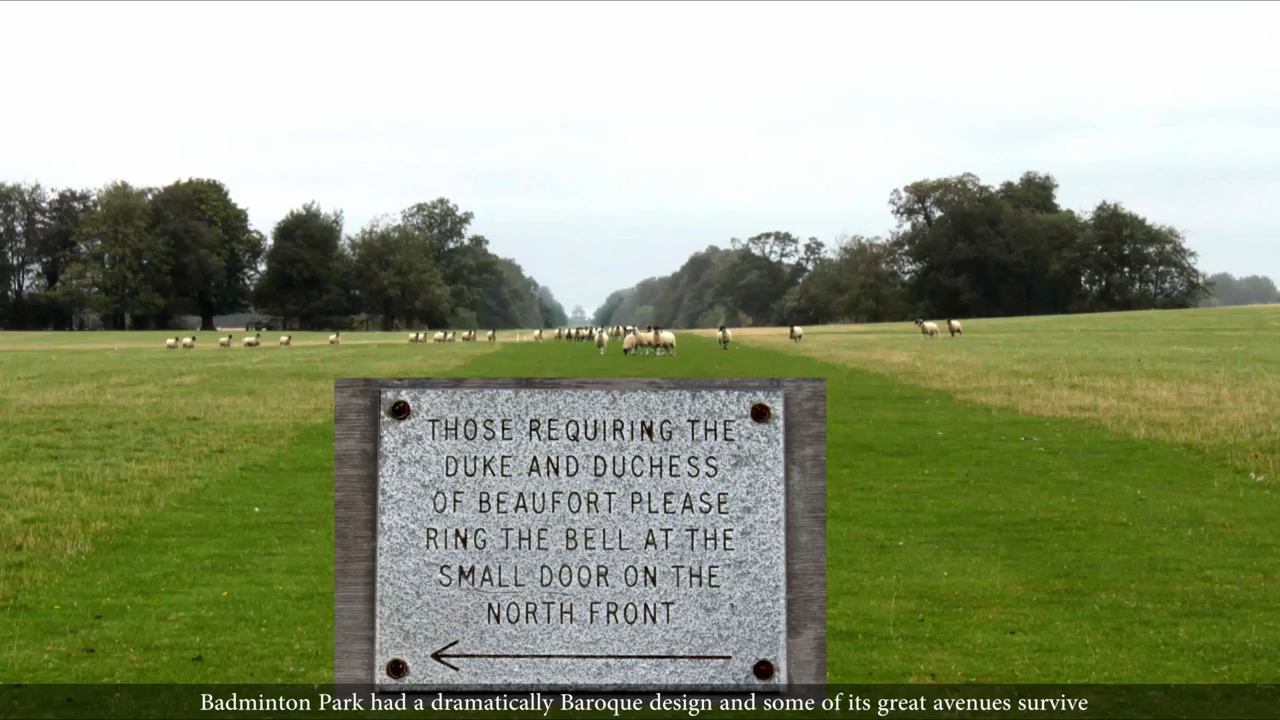 THOSE REQUIRING THE
DUKE AND DUCHESS
OF BEAUFORT PLEASE
RING THE BELL AT THE
SMALL DOOR ON THE
NORTH FRONT
Badminton Park had a dramatically Baroque design and some of its great avenues survive